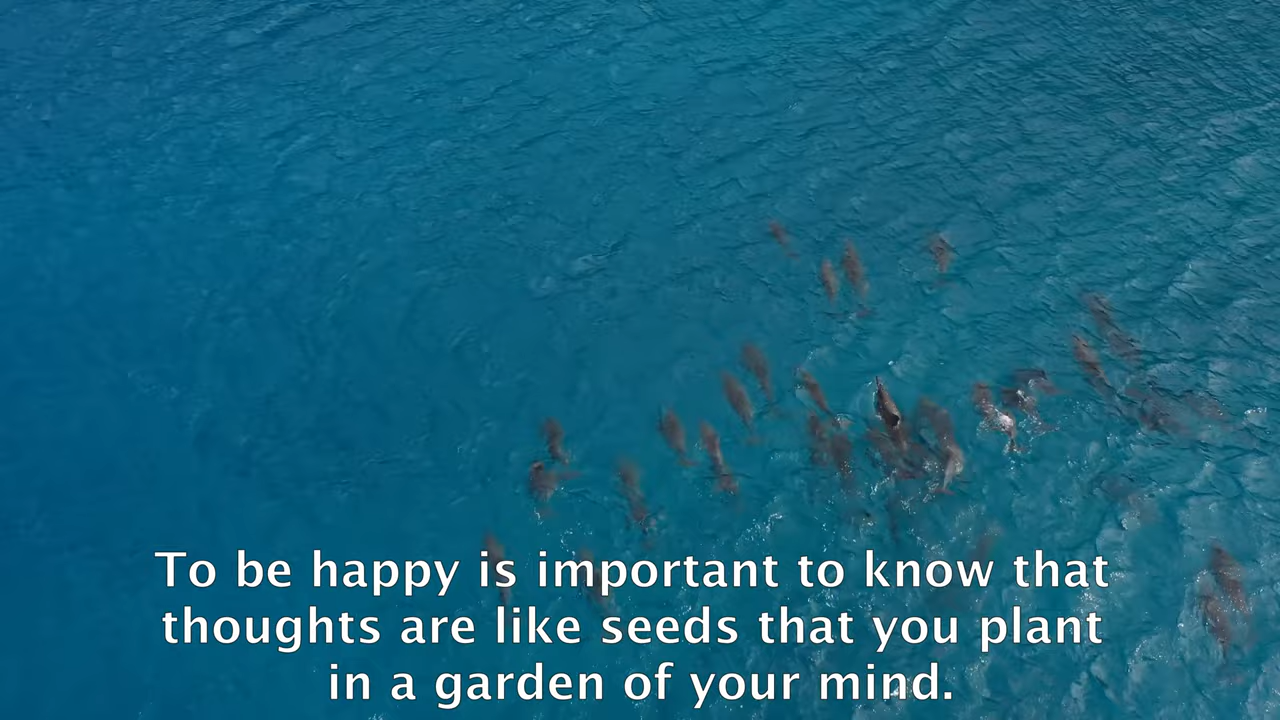 To be happy is important to know that
thoughts are like seeds that you plant
in a garden of your mind.